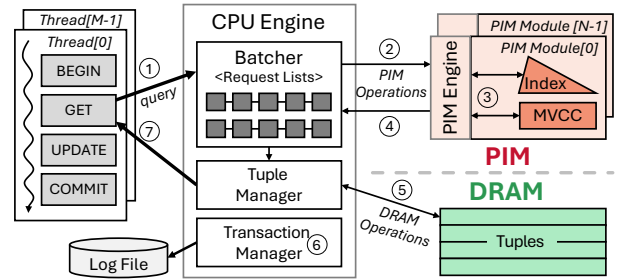 Thread[M-1]
Thread[0]
BEGIN
GET
UPDATE
COMMIT
①
query
⑦
CPU Engine
Batcher
<Request Lists>
Tuple
Manager
Transaction
Manager ⑥
Log File
②
PIM
Operations
④
PIM Module [N-1]
PIM Module[0]
PIM Engine
③
Index
MVCC
PIM
DRAM
⑤
DRAM
Operations
Tuples